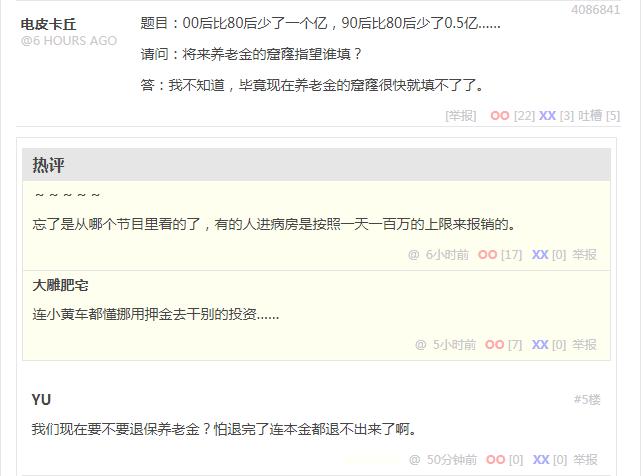 4086841
电皮卡丘
@6 HOURS AGO
题目：00后比80后少了一个亿，90后比80后少了0.5亿……
请问：将来养老金的窟窿指望谁填？
答：我不知道，毕竟现在养老金的窟窿很快就填不了了。
[举报] OO [22] XX [3] 吐槽 [5]
热评
～～～～～
忘了是从哪个节目里看的了，有的人进病房是按照一天一百万的上限来报销的。
@ 6小时前 OO [17] XX [0] 举报
大雕肥宅
连小黄车都懂挪用押金去干别的投资……
@ 5小时前 OO [7] XX [0] 举报
YU #5楼
我们现在要不要退保养老金？怕退完了连本金都退不出来了啊。
@ 50分钟前 OO [0] XX [0] 举报